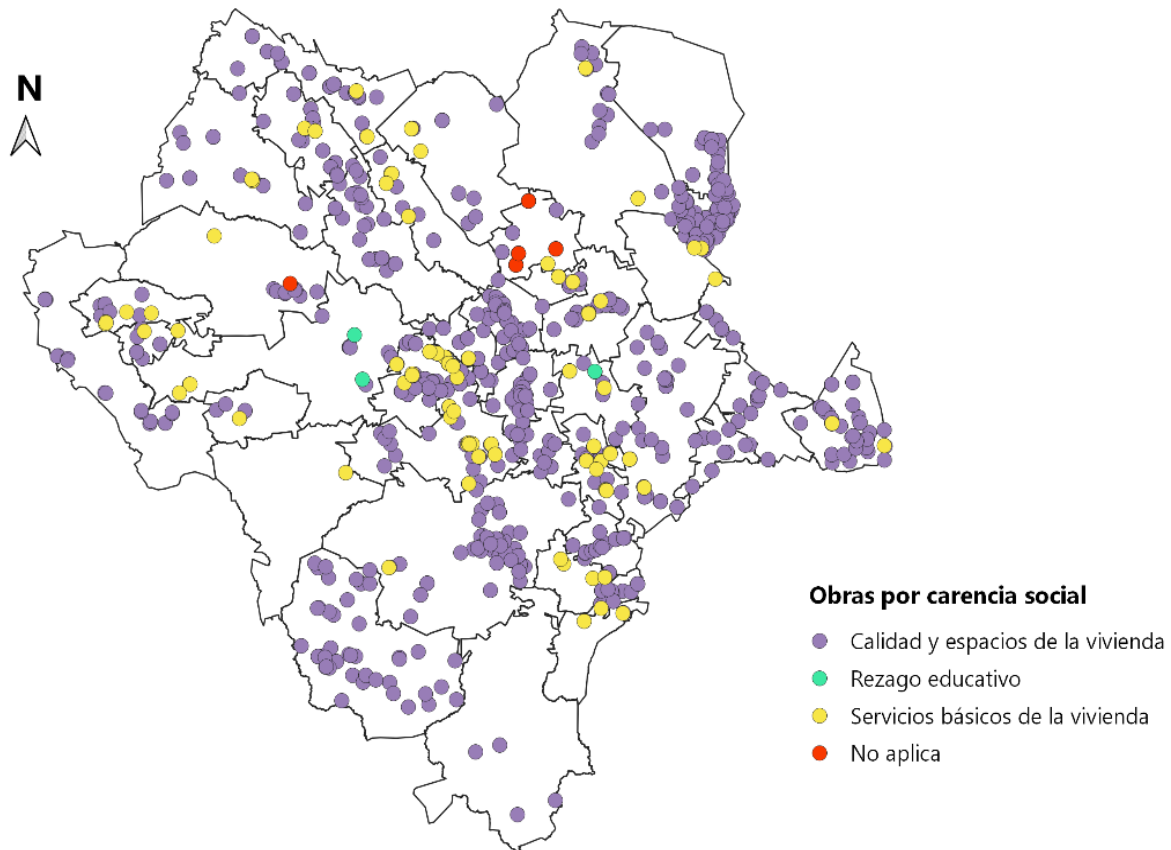 N
Obras por carencia social
Calidad y espacios de la vivienda
Rezago educativo
Servicios básicos de la vivienda
No aplica